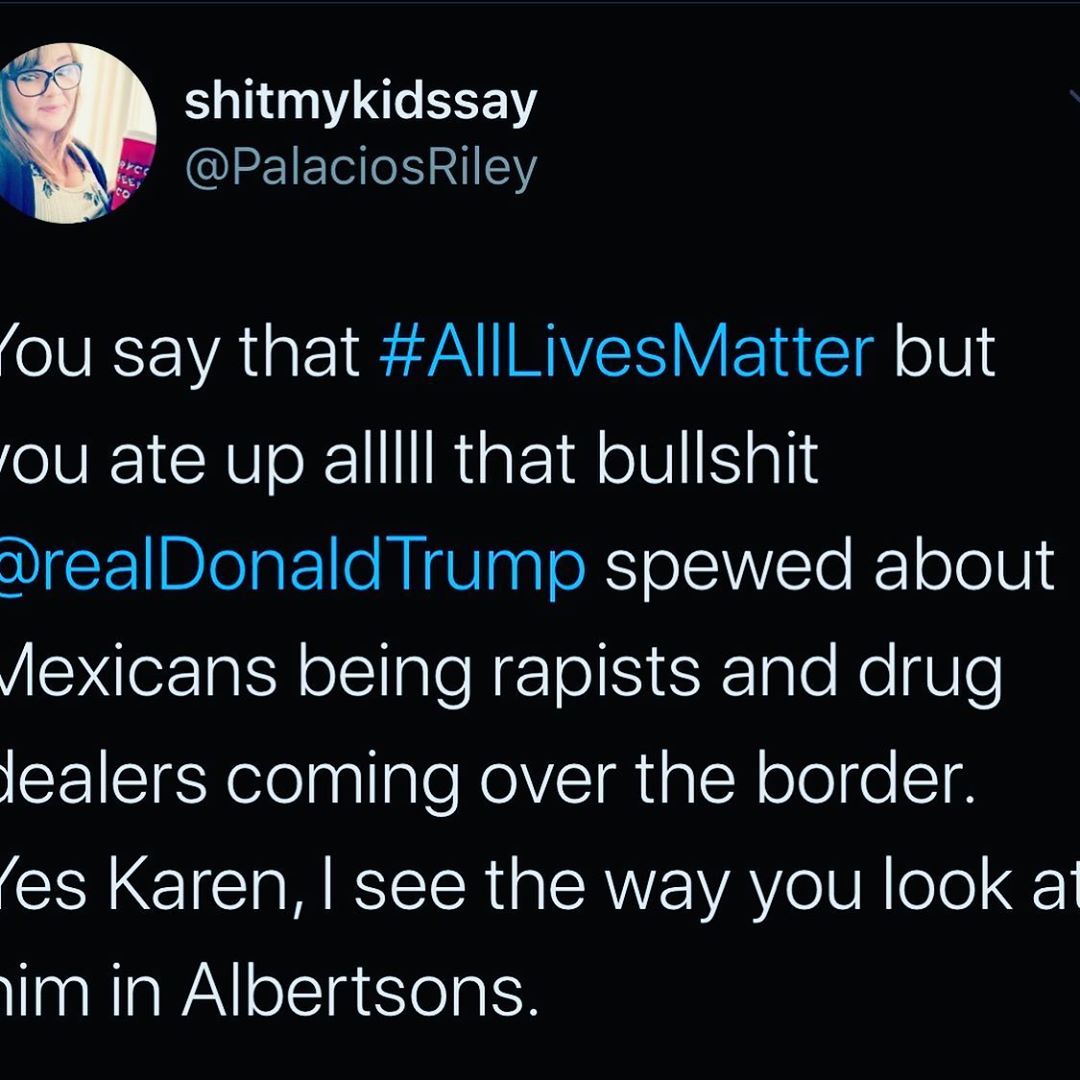 shitmykidssay
@PalaciosRiley
You say that #AllLivesMatter but
you ate up alllll that bullshit
@realDonaldTrump spewed about
Mexicans being rapists and drug
dealers coming over the border.
Yes Karen, I see the way you look at
him in Albertsons.